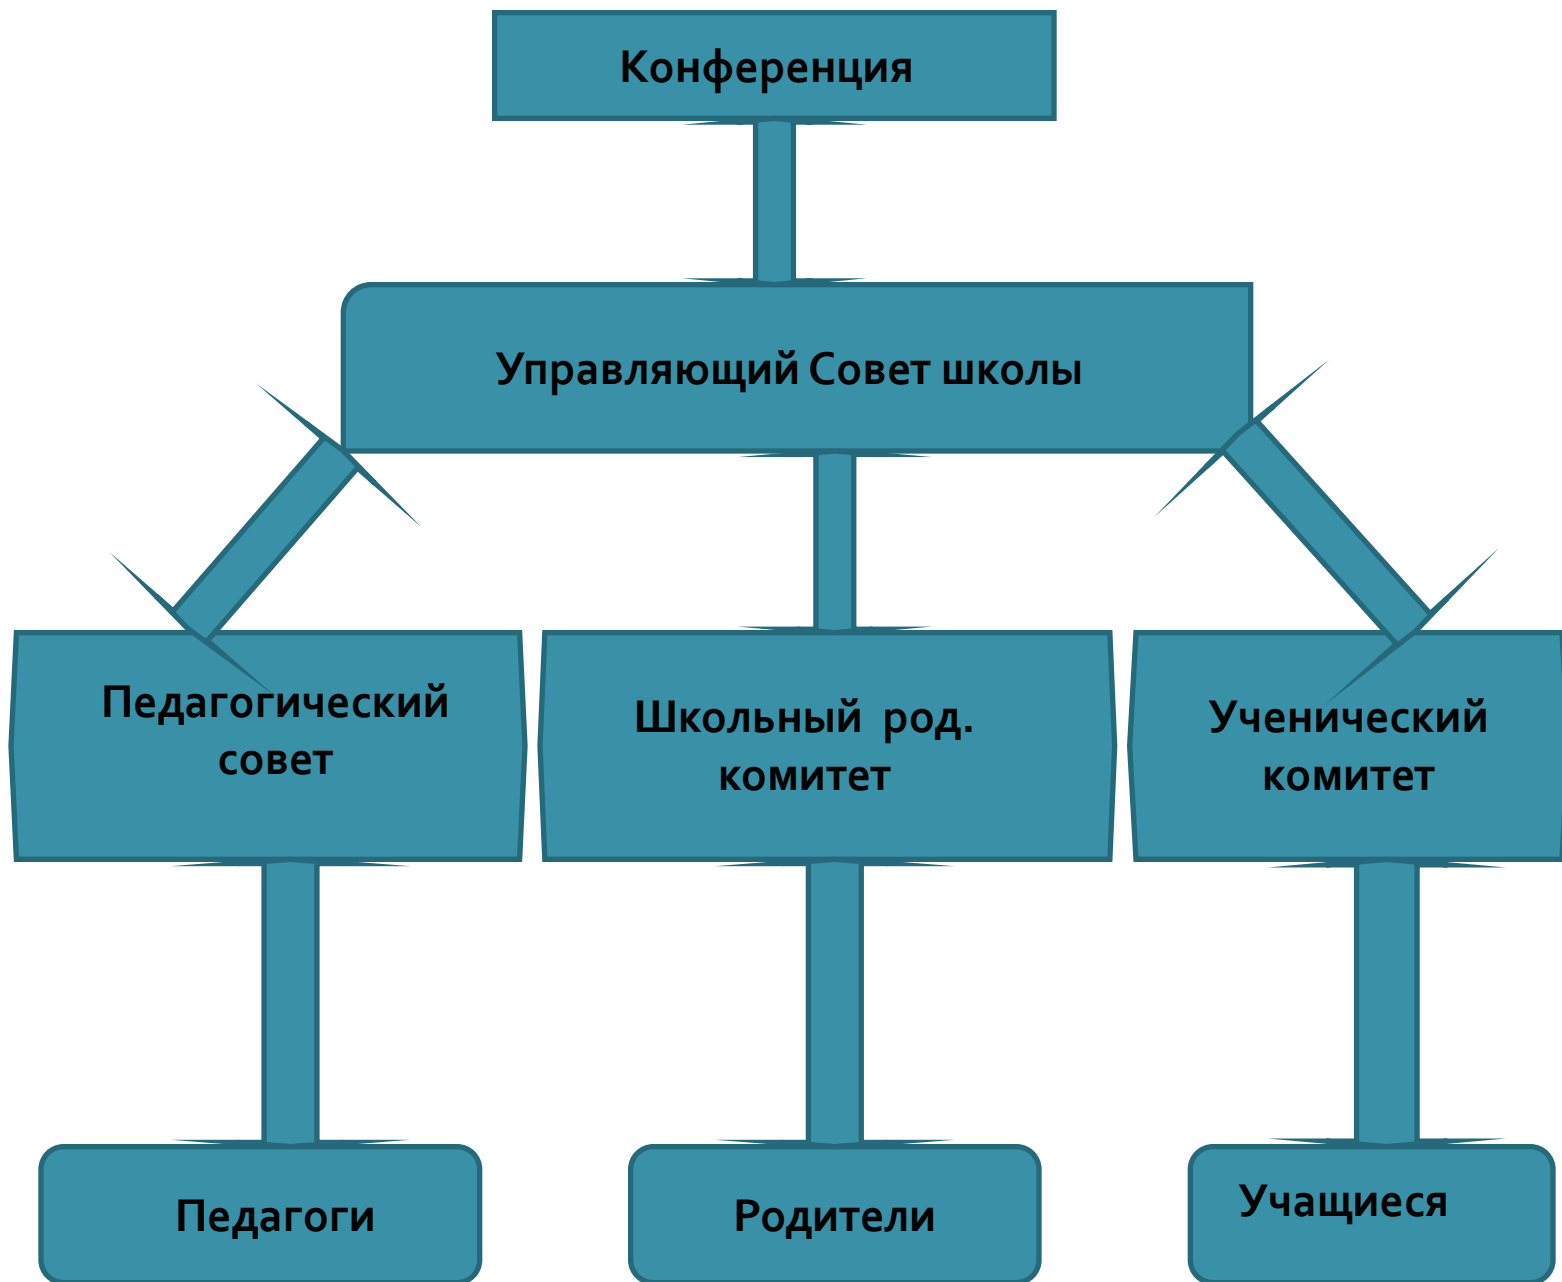 Конференция
Управляющий Совет школы
Педагогический
совет
Школьный род.
комитет
Ученический
комитет
Педагоги
Родители
Учащиеся